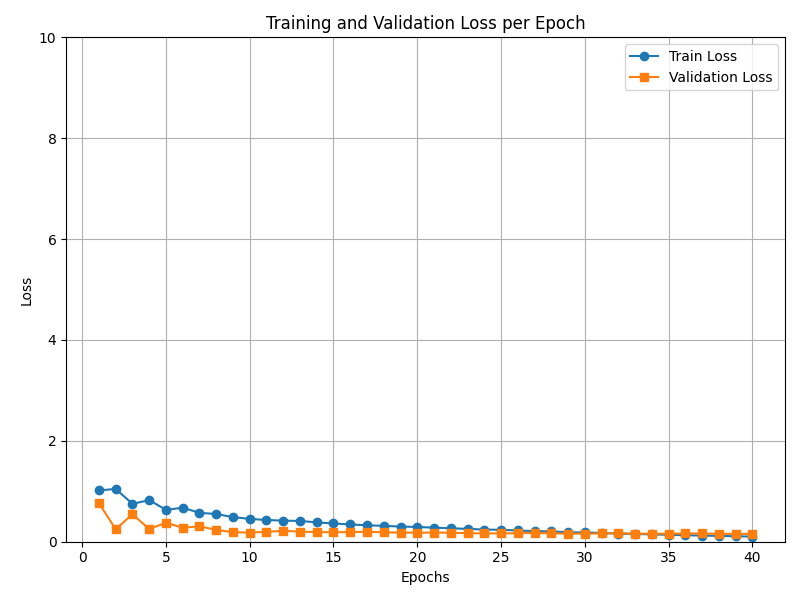 Training and Validation Loss per Epoch
10
8
6
4
2
0
Loss
Train Loss
Validation Loss
0 5 10 15 20 25 30 35 40
Epochs